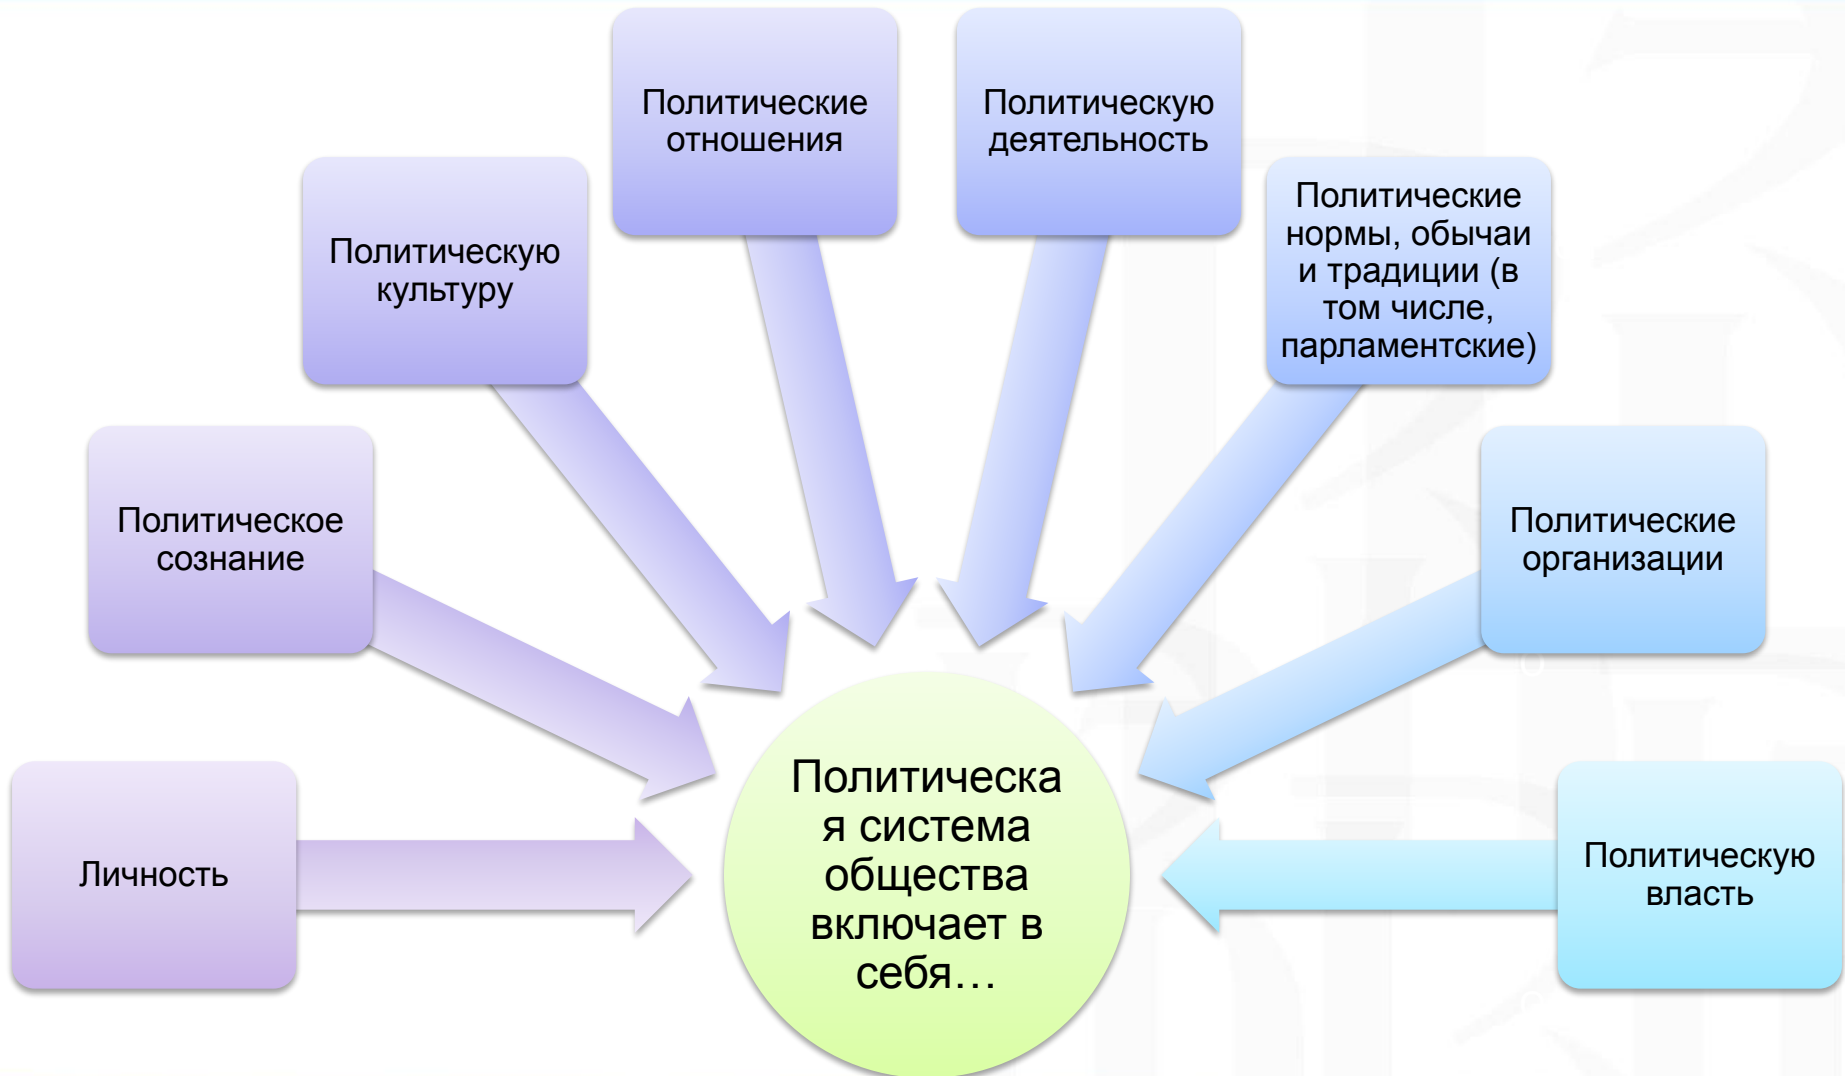 Политические
отношения
Политическую
деятельность
Политическую
культуру
Политические
нормы, обычаи
и традиции (в
том числе,
парламентские)
Политическое
сознание
Политические
организации
Личность
Политическую
власть
Политическа
я система
общества
включает в
себя…